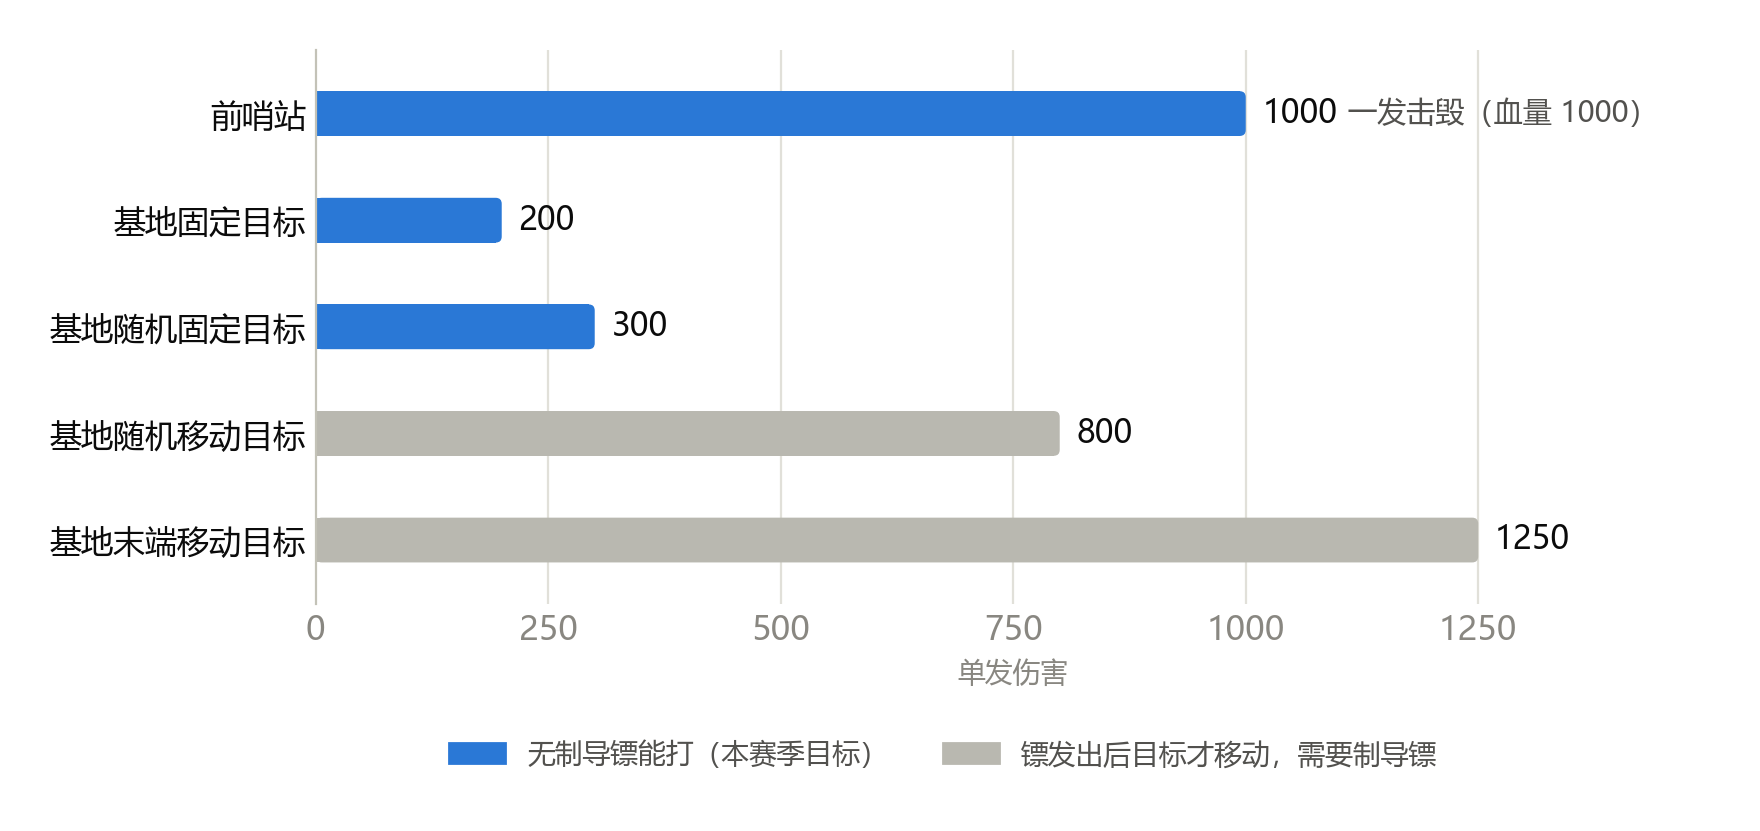 前哨站
1000 一发击毁（血量 1000）
基地固定目标
200
基地随机固定目标
300
基地随机移动目标
800
基地末端移动目标
1250
0 250 500 750 1000 1250
单发伤害
无制导镖能打（本赛季目标） 镖发出后目标才移动，需要制导镖